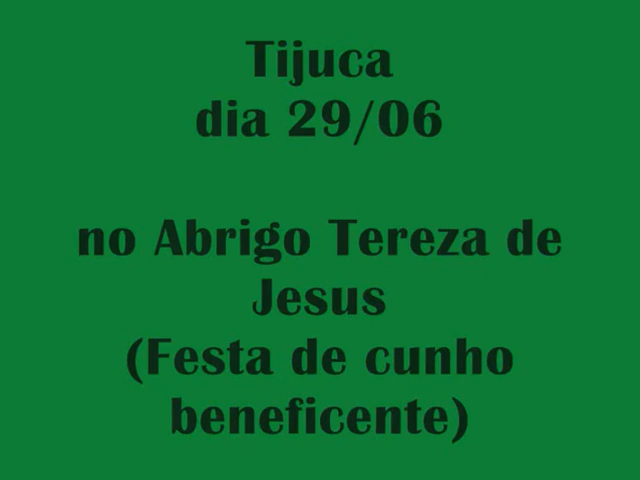 Tijuca
dia 29/06
no Abrigo Tereza de
Jesus
(Festa de cunho
beneficente)